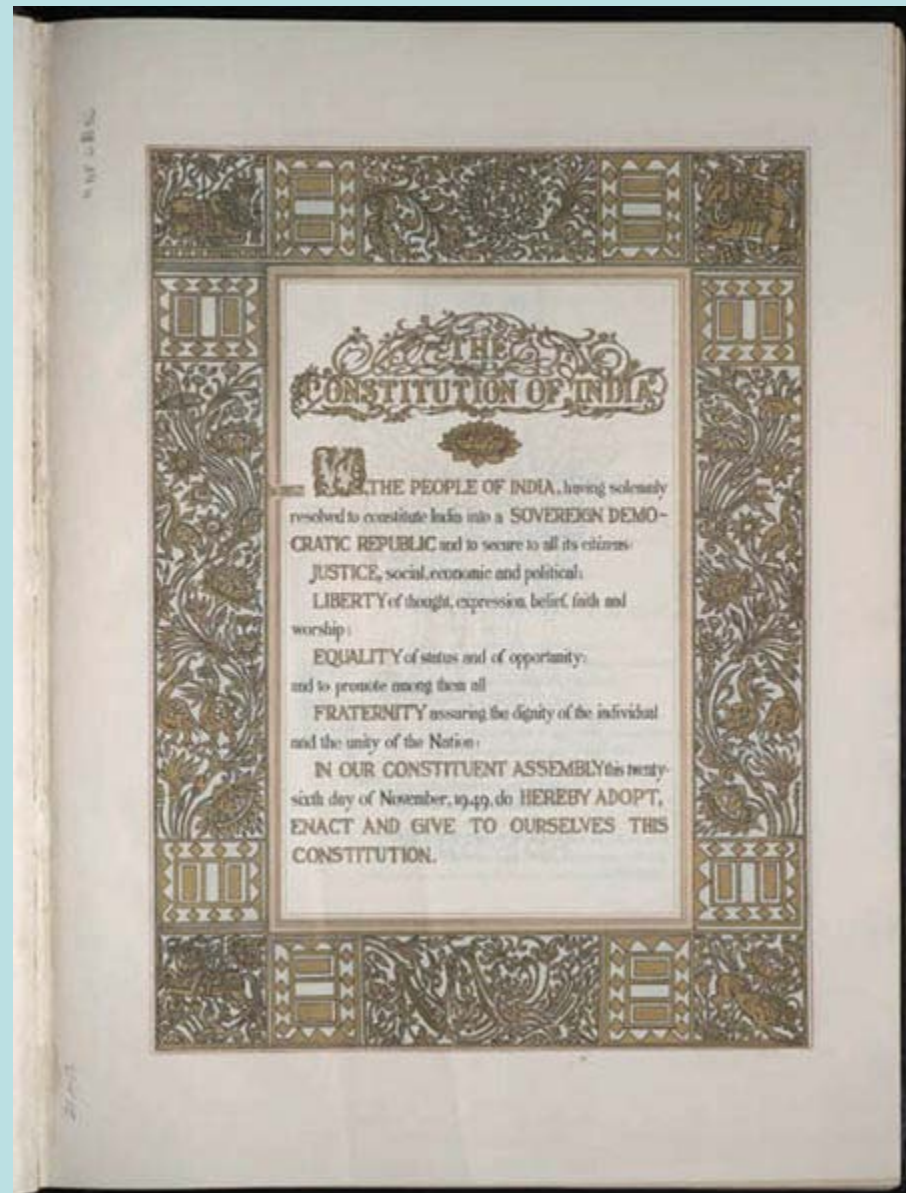 THE
CONSTITUTION OF INDIA
WE, THE PEOPLE OF INDIA, having solemnly
resolved to constitute India into a SOVEREIGN DEMO-
CRATIC REPUBLIC and to secure to all its citizens:
JUSTICE, social, economic and political;
LIBERTY of thought, expression, belief, faith and
worship;
EQUALITY of status and of opportunity;
and to promote among them all
FRATERNITY assuring the dignity of the individual
and the unity of the Nation;
IN OUR CONSTITUENT ASSEMBLY this twenty-
sixth day of November, 1949, do HEREBY ADOPT,
ENACT AND GIVE TO OURSELVES THIS
CONSTITUTION.